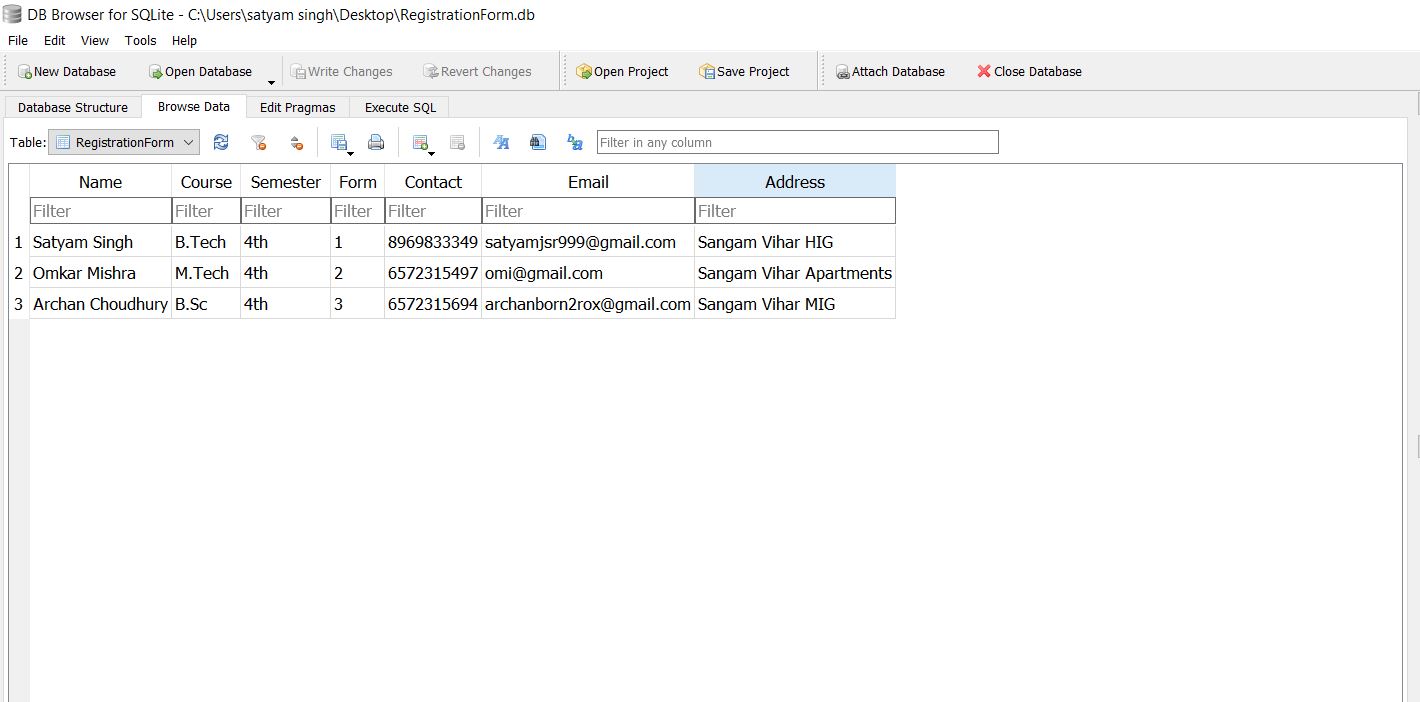 DB Browser for SQLite - C:\Users\satyam singh\Desktop\RegistrationForm.db
File Edit View Tools Help
New Database Open Database Write Changes Revert Changes Open Project Save Project Attach Database Close Database
Database Structure Browse Data Edit Pragmas Execute SQL
Table: RegistrationForm Filter in any column
Name Course Semester Form Contact Email Address
Filter Filter Filter Filter Filter Filter Filter
1 Satyam Singh B.Tech 4th 1 8969833349 satyamjsr999@gmail.com Sangam Vihar HIG
2 Omkar Mishra M.Tech 4th 2 6572315497 omi@gmail.com Sangam Vihar Apartments
3 Archan Choudhury B.Sc 4th 3 6572315694 archanborn2rox@gmail.com Sangam Vihar MIG